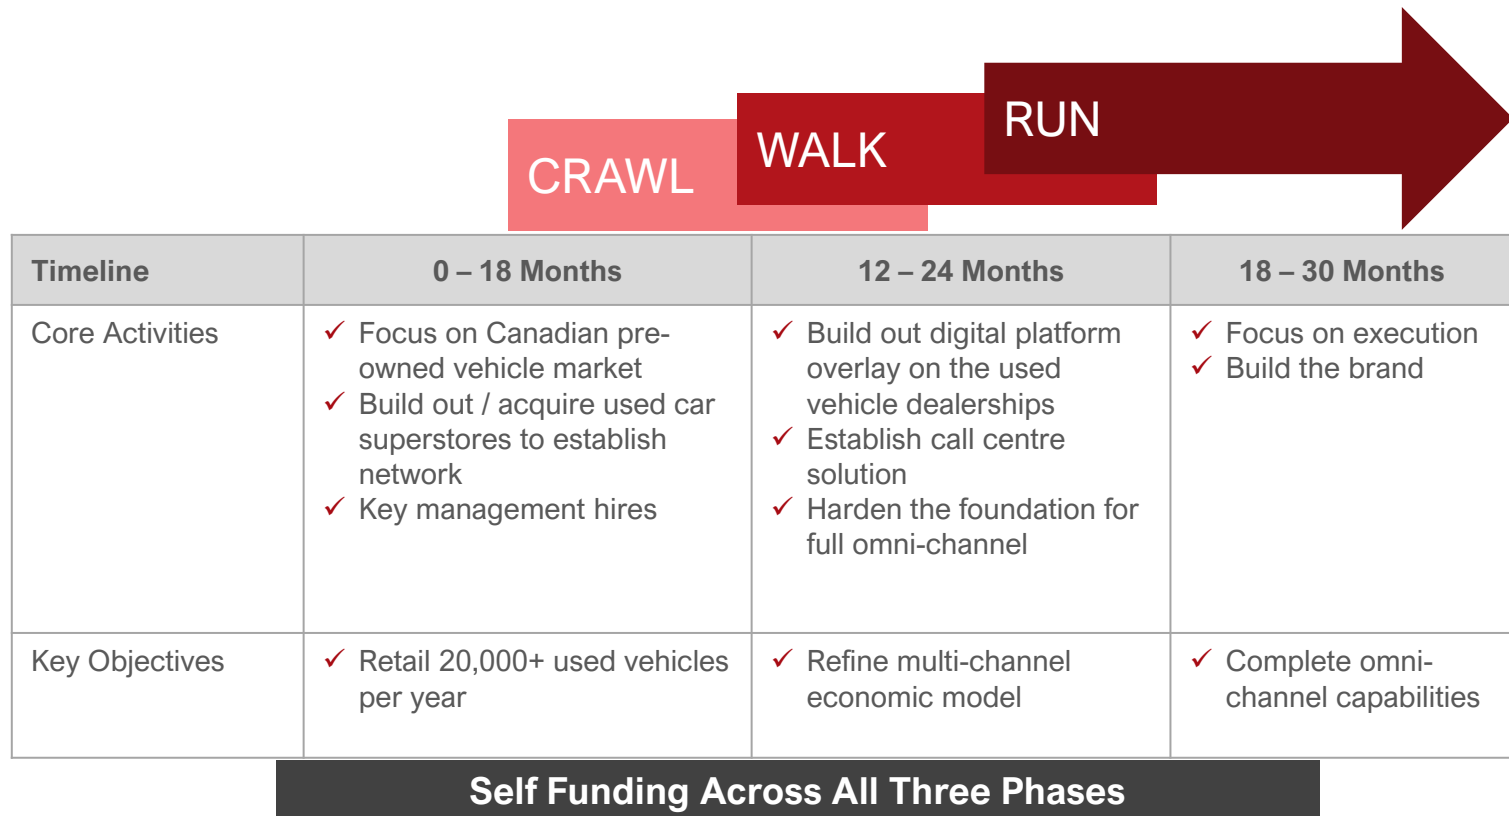 CRAWL
WALK
RUN
Timeline
0 – 18 Months
12 – 24 Months
18 – 30 Months
Core Activities
✓ Focus on Canadian pre-
owned vehicle market
✓ Build out / acquire used car
superstores to establish
network
✓ Key management hires
✓ Build out digital platform
overlay on the used
vehicle dealerships
✓ Establish call centre
solution
✓ Harden the foundation for
full omni-channel
✓ Focus on execution
✓ Build the brand
Key Objectives
✓ Retail 20,000+ used vehicles
per year
✓ Refine multi-channel
economic model
✓ Complete omni-
channel capabilities
Self Funding Across All Three Phases